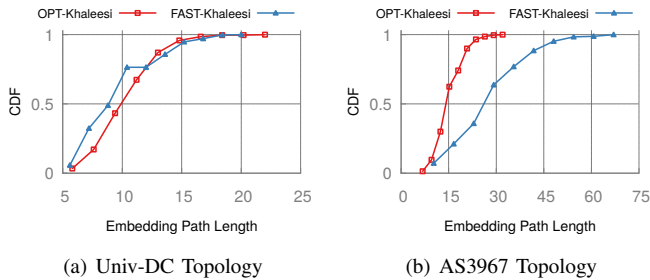 OPT-Khaleesi FAST-Khaleesi
1
0.5
0
CDF
5 10 15 20 25
Embedding Path Length
(a) Univ-DC Topology
OPT-Khaleesi FAST-Khaleesi
1
0.5
0
CDF
0 15 30 45 60 75
Embedding Path Length
(b) AS3967 Topology